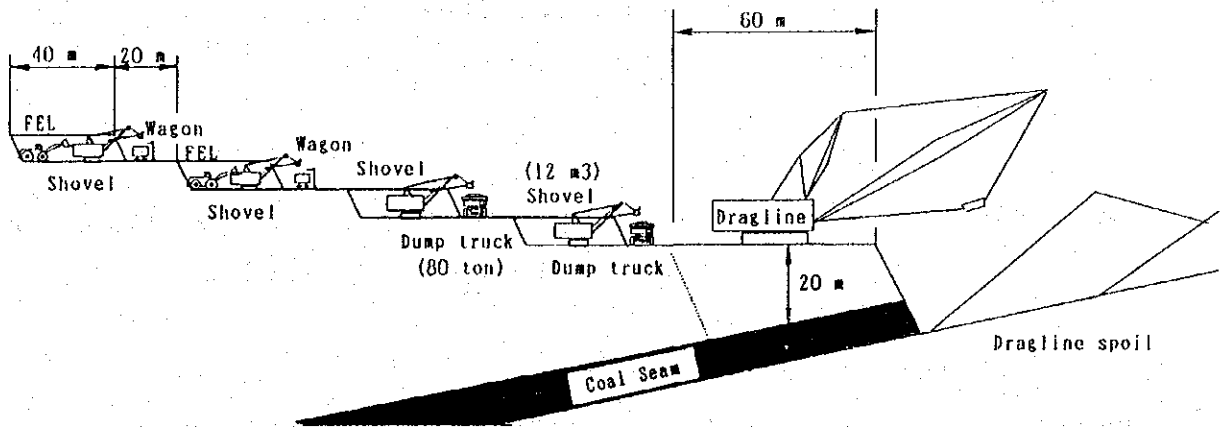 60 m
40 m
20 m
FEL
Wagon
FEL
Wagon
Shovel
Shovel
Shovel
(12 m3)
Shovel
Dragline
Dump truck
(80 ton)
Dump truck
20 m
Dragline spoil
Coal Seam